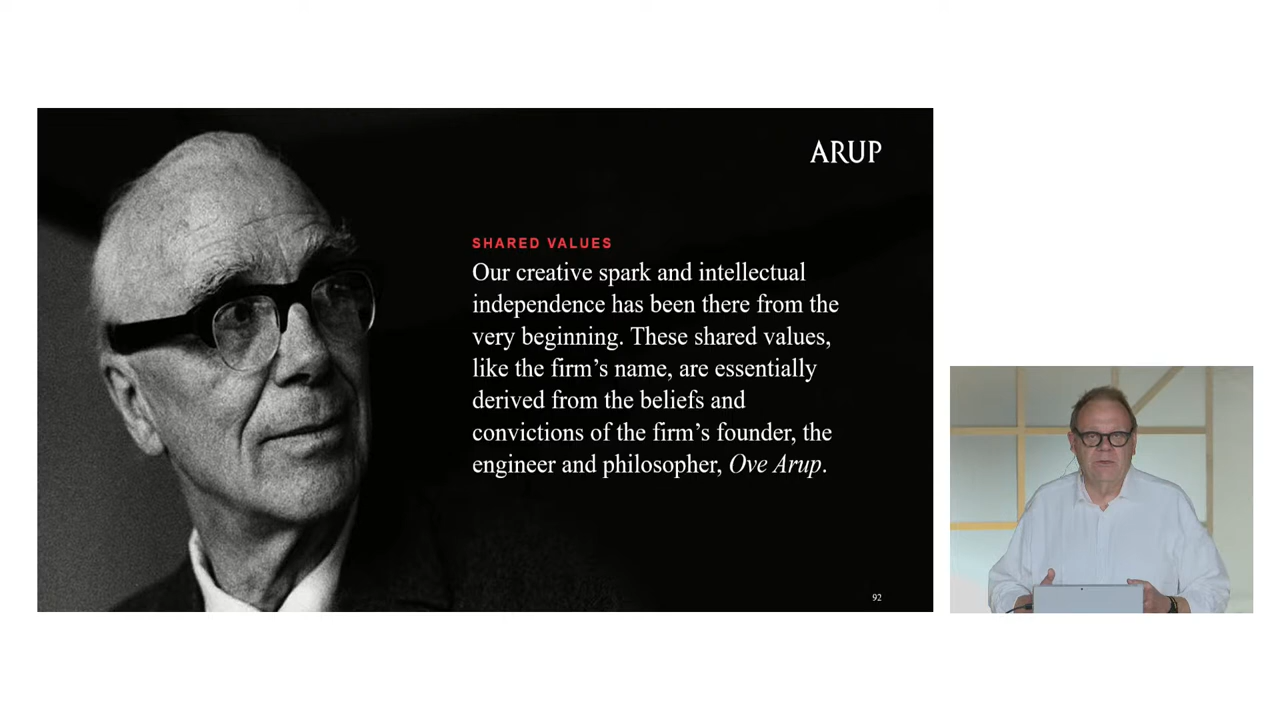 ARUP
SHARED VALUES
Our creative spark and intellectual
independence has been there from the
very beginning. These shared values,
like the firm's name, are essentially
derived from the beliefs and
convictions of the firm's founder, the
engineer and philosopher, Ove Arup.
92